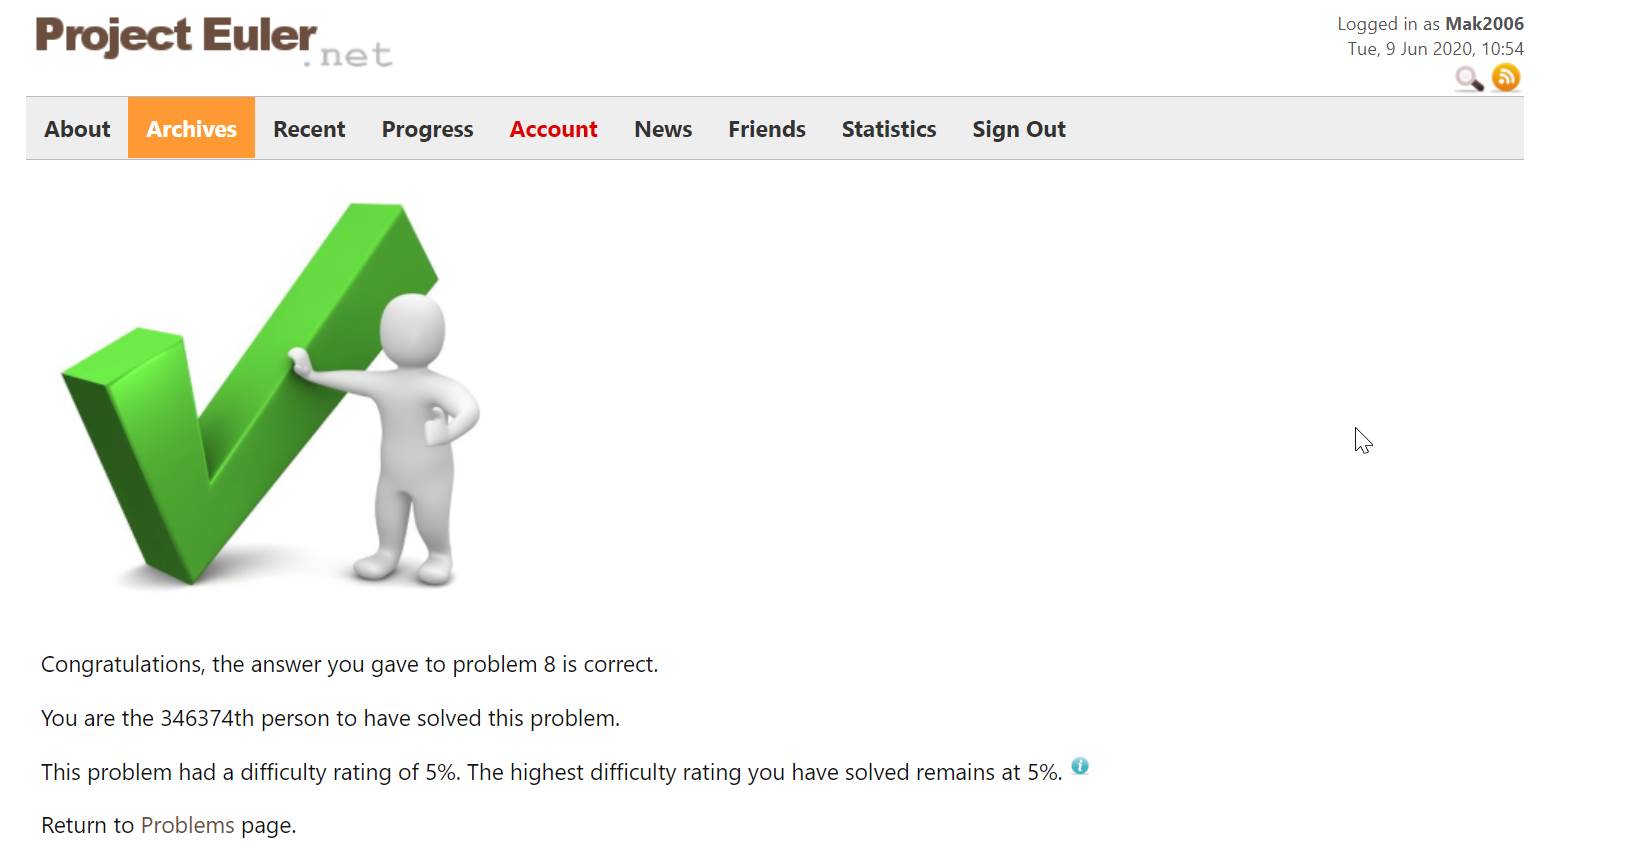 Project Euler.net
Logged in as Mak2006
Tue, 9 Jun 2020, 10:54
About Archives Recent Progress Account News Friends Statistics Sign Out
Congratulations, the answer you gave to problem 8 is correct.
You are the 346374th person to have solved this problem.
This problem had a difficulty rating of 5%. The highest difficulty rating you have solved remains at 5%. i
Return to Problems page.